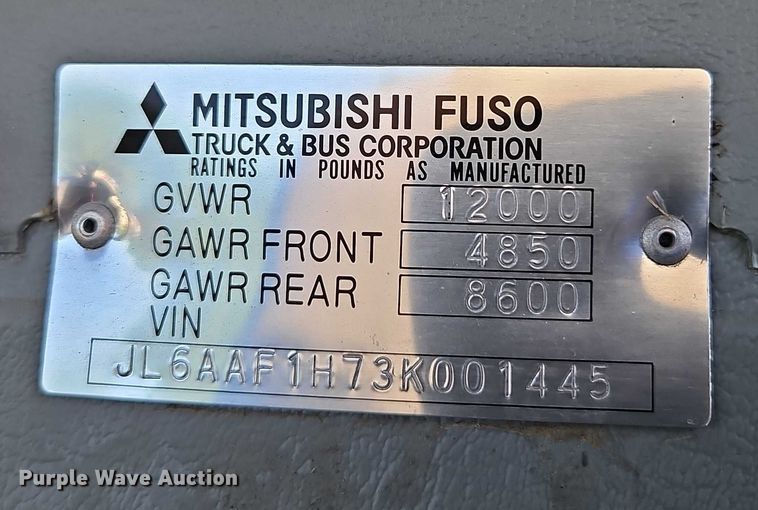 MITSUBISHI FUSO
TRUCK & BUS CORPORATION
RATINGS IN POUNDS AS MANUFACTURED
GVWR 12000
GAWR FRONT 4850
GAWR REAR 8600
VIN
JL6AAF1H73K001445
Purple Wave Auction